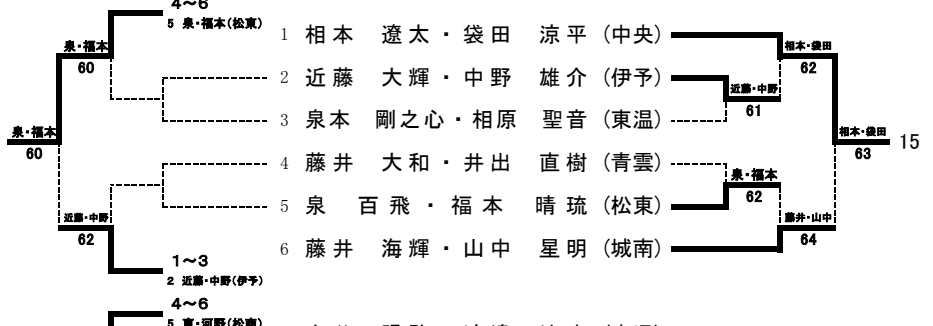 4～6
5 泉・福本(松東)
泉・福本
60
泉・福本
60
近藤・中野
62
1～3
2 近藤・中野(伊予)
4～6
5 東・河野(松東)
1 相本 遼太・袋田 涼平 (中央)
2 近藤 大輝・中野 雄介 (伊予)
3 泉本 剛之心・相原 聖音 (東温)
4 藤井 大和・井出 直樹 (青雲)
5 泉 百飛・福本 晴琉 (松東)
6 藤井 海輝・山中 星明 (城南)
相本・袋田
62
近藤・中野
61
相本・袋田
63
15
泉・福本
62
藤井・山中
64